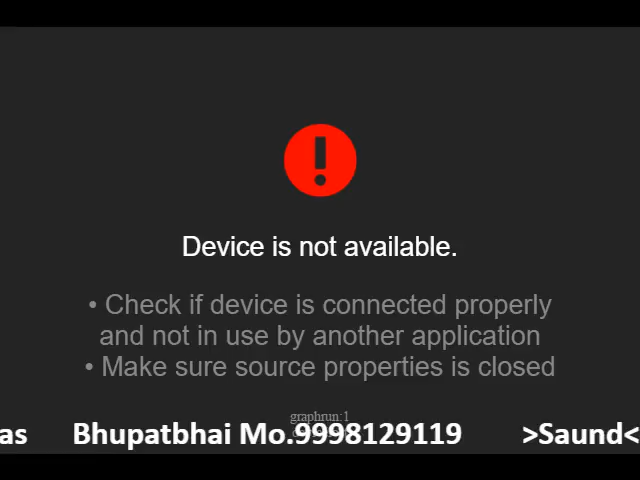 Device is not available.
• Check if device is connected properly
and not in use by another application
• Make sure source properties is closed
graphrun:1
as Bhupatbhai Mo.9998129119 >Saund<